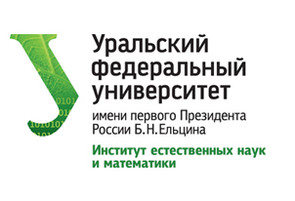 Уральский
федеральный
университет
имени первого Президента
России Б.Н.Ельцина
Институт естественных наук
и математики